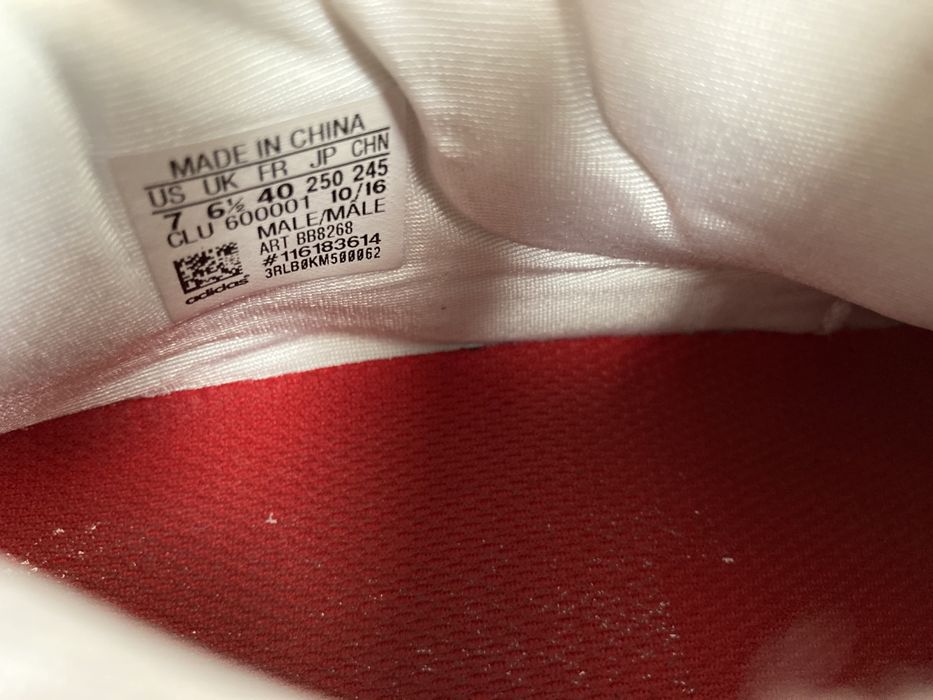 MADE IN CHINA
US UK FR JP CHN
7 6½ 40 250 245
CLU 600001 10/16
MALE/MÂLE
ART BB8268
#116183614
3RLB0KM500062
adidas